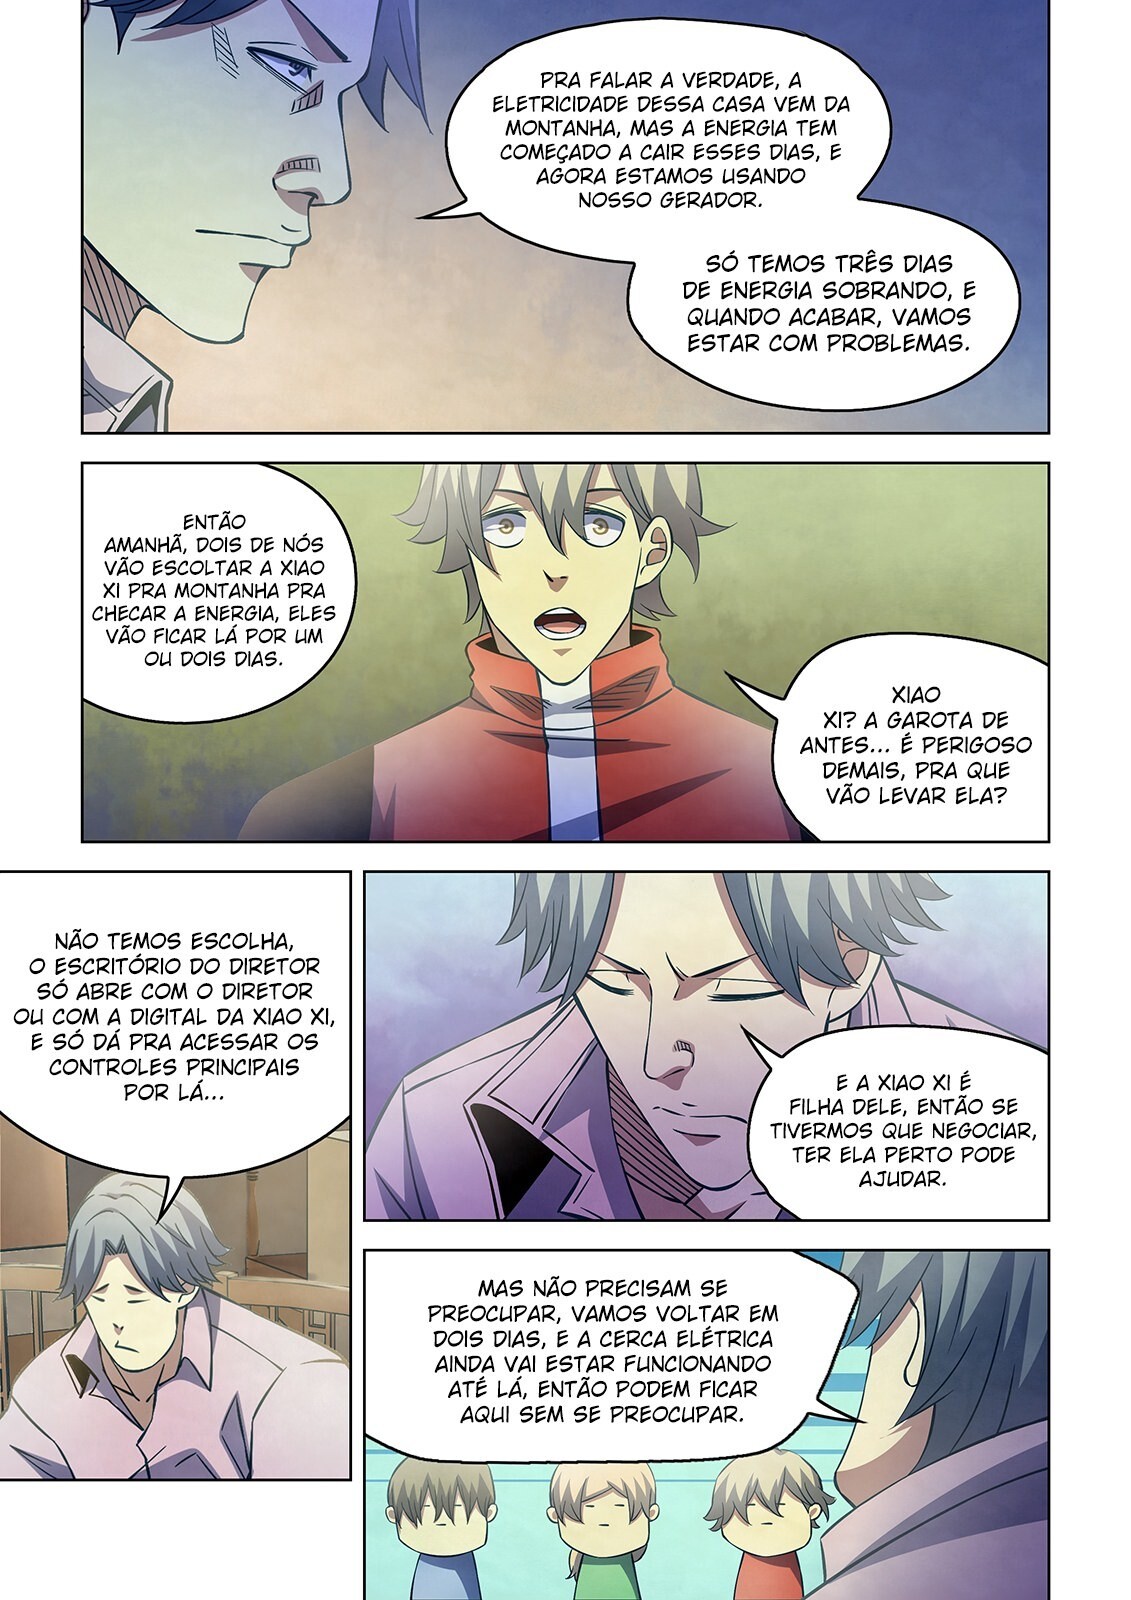 PRA FALAR A VERDADE, A
ELETRICIDADE DESSA CASA VEM DA
MONTANHA, MAS A ENERGIA TEM
COMEÇADO A CAIR ESSES DIAS, E
AGORA ESTAMOS USANDO
NOSSO GERADOR.
SÓ TEMOS TRÊS DIAS
DE ENERGIA SOBRANDO, E
QUANDO ACABAR, VAMOS
ESTAR COM PROBLEMAS.
ENTÃO
AMANHÃ, DOIS DE NÓS
VÃO ESCOLTAR A XIAO
XI PRA MONTANHA PRA
CHECAR A ENERGIA, ELES
VÃO FICAR LÁ POR UM
OU DOIS DIAS.
XIAO
XI? A GAROTA DE
ANTES... É PERIGOSO
DEMAIS, PRA QUE
VÃO LEVAR ELA?
NÃO TEMOS ESCOLHA,
O ESCRITÓRIO DO DIRETOR
SÓ ABRE COM O DIRETOR
OU COM A DIGITAL DA XIAO XI,
E SÓ DÁ PRA ACESSAR OS
CONTROLES PRINCIPAIS
POR LÁ...
E A XIAO XI É
FILHA DELE, ENTÃO SE
TIVERMOS QUE NEGOCIAR,
TER ELA PERTO PODE
AJUDAR.
MAS NÃO PRECISAM SE
PREOCUPAR, VAMOS VOLTAR EM
DOIS DIAS, E A CERCA ELÉTRICA
AINDA VAI ESTAR FUNCIONANDO
ATÉ LÁ, ENTÃO PODEM FICAR
AQUI SEM SE PREOCUPAR.